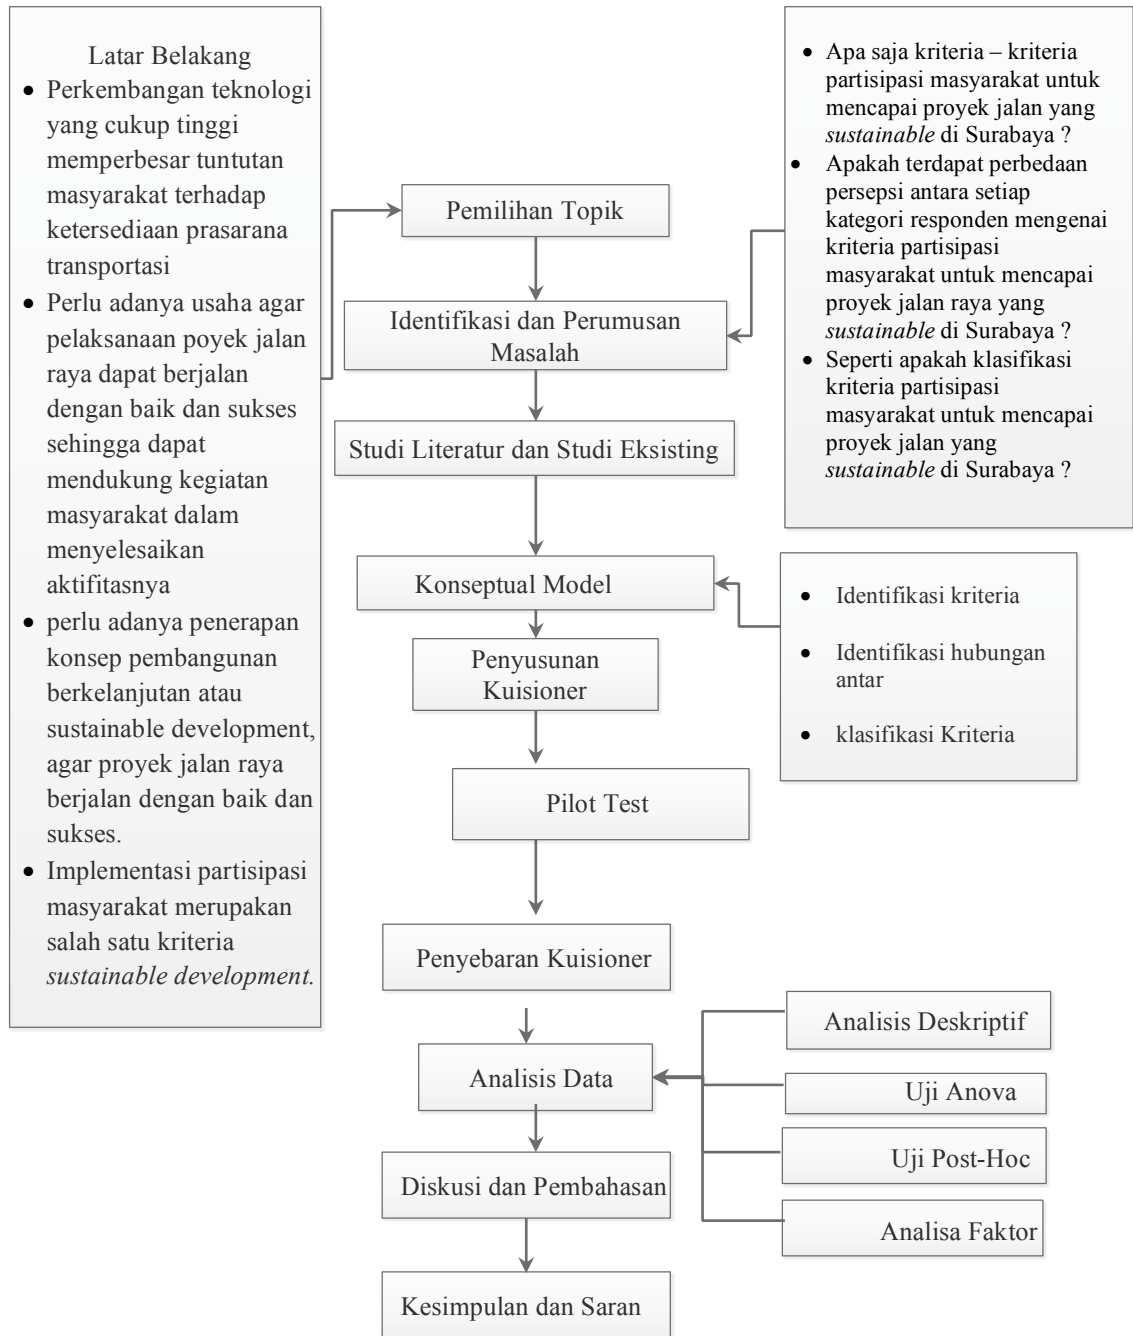 Latar Belakang
• Perkembangan teknologi
yang cukup tinggi
memperbesar tuntutan
masyarakat terhadap
ketersediaan prasarana
transportasi
• Perlu adanya usaha agar
pelaksanaan poyek jalan
raya dapat berjalan
dengan baik dan sukses
sehingga dapat
mendukung kegiatan
masyarakat dalam
menyelesaikan
aktifitasnya
• perlu adanya penerapan
konsep pembangunan
berkelanjutan atau
sustainable development,
agar proyek jalan raya
berjalan dengan baik dan
sukses.
• Implementasi partisipasi
masyarakat merupakan
salah satu kriteria
sustainable development.
Pemilihan Topik
Identifikasi dan Perumusan
Masalah
• Apa saja kriteria – kriteria
partisipasi masyarakat untuk
mencapai proyek jalan yang
sustainable di Surabaya ?
• Apakah terdapat perbedaan
persepsi antara setiap
kategori responden mengenai
kriteria partisipasi
masyarakat untuk mencapai
proyek jalan raya yang
sustainable di Surabaya ?
• Seperti apakah klasifikasi
kriteria partisipasi
masyarakat untuk mencapai
proyek jalan yang
sustainable di Surabaya ?
Studi Literatur dan Studi Eksisting
Konseptual Model
• Identifikasi kriteria
• Identifikasi hubungan
antar
• klasifikasi Kriteria
Penyusunan
Kuisioner
Pilot Test
Penyebaran Kuisioner
Analisis Data
Analisis Deskriptif
Uji Anova
Uji Post-Hoc
Analisa Faktor
Diskusi dan Pembahasan
Kesimpulan dan Saran